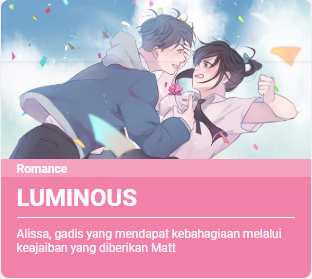 Romance
LUMINOUS
Alissa, gadis yang mendapat kebahagiaan melalui
keajaiban yang diberikan Matt